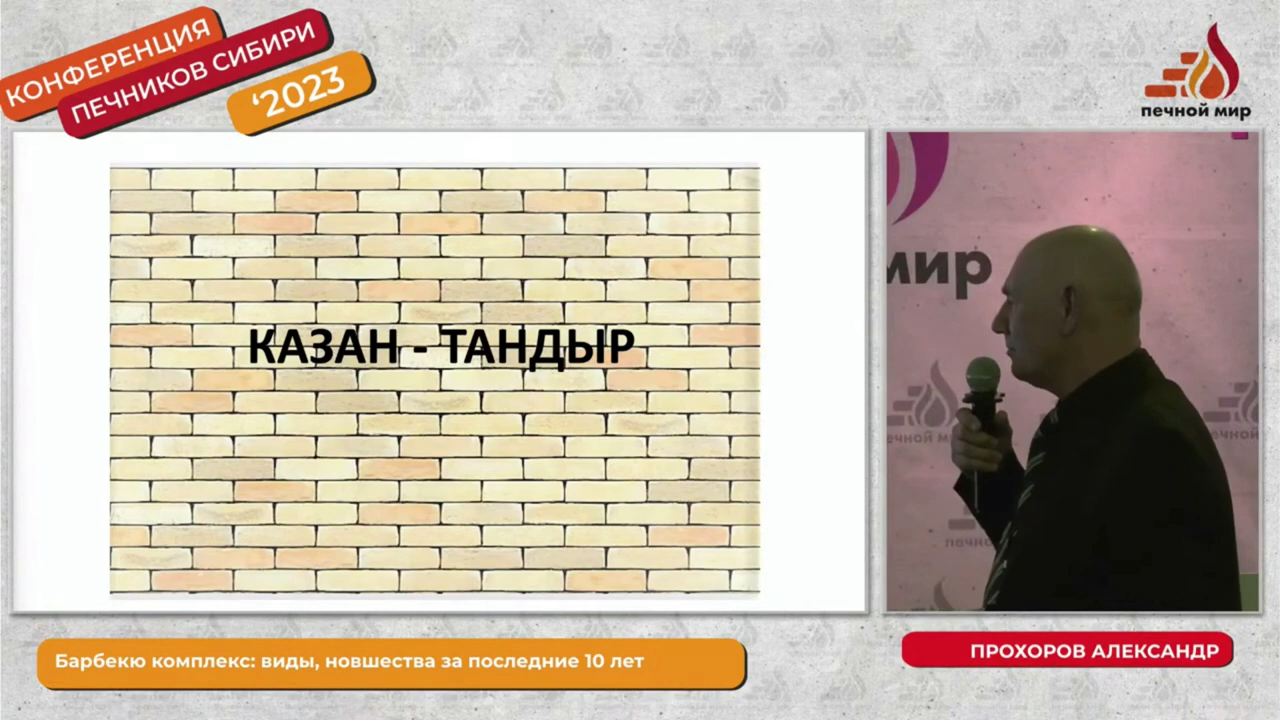 КОНФЕРЕНЦИЯ
ПЕЧНИКОВ СИБИРИ
‘2023
печной мир
КАЗАН - ТАНДЫР
мир
Барбекю комплекс: виды, новшества за последние 10 лет
ПРОХОРОВ АЛЕКСАНДР